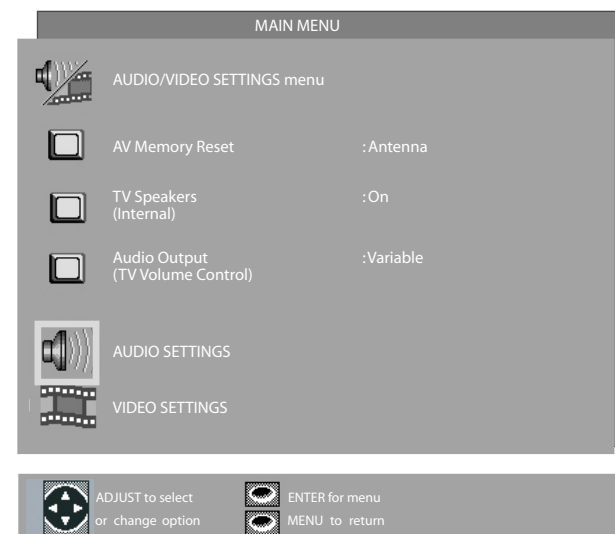 MAIN MENU
AUDIO/VIDEO SETTINGS menu
AV Memory Reset :Antenna
TV Speakers :On
(Internal)
Audio Output :Variable
(TV Volume Control)
AUDIO SETTINGS
VIDEO SETTINGS
ADJUST to select ENTER for menu
or change option MENU to return